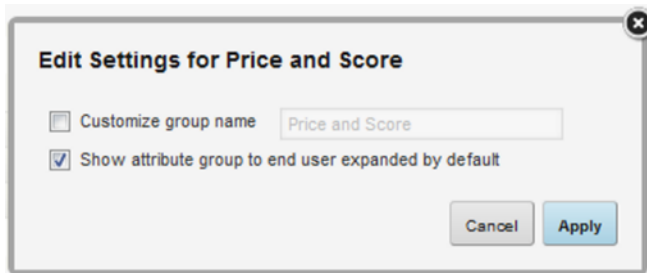 Edit Settings for Price and Score
Customize group name Price and Score
Show attribute group to end user expanded by default
Cancel Apply